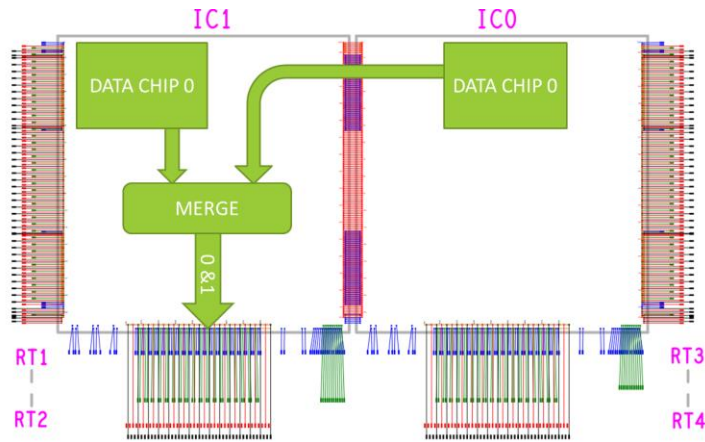 IC1 IC0
DATA CHIP 0 DATA CHIP 0
MERGE
0 &1
RT1 RT3
RT2 RT4